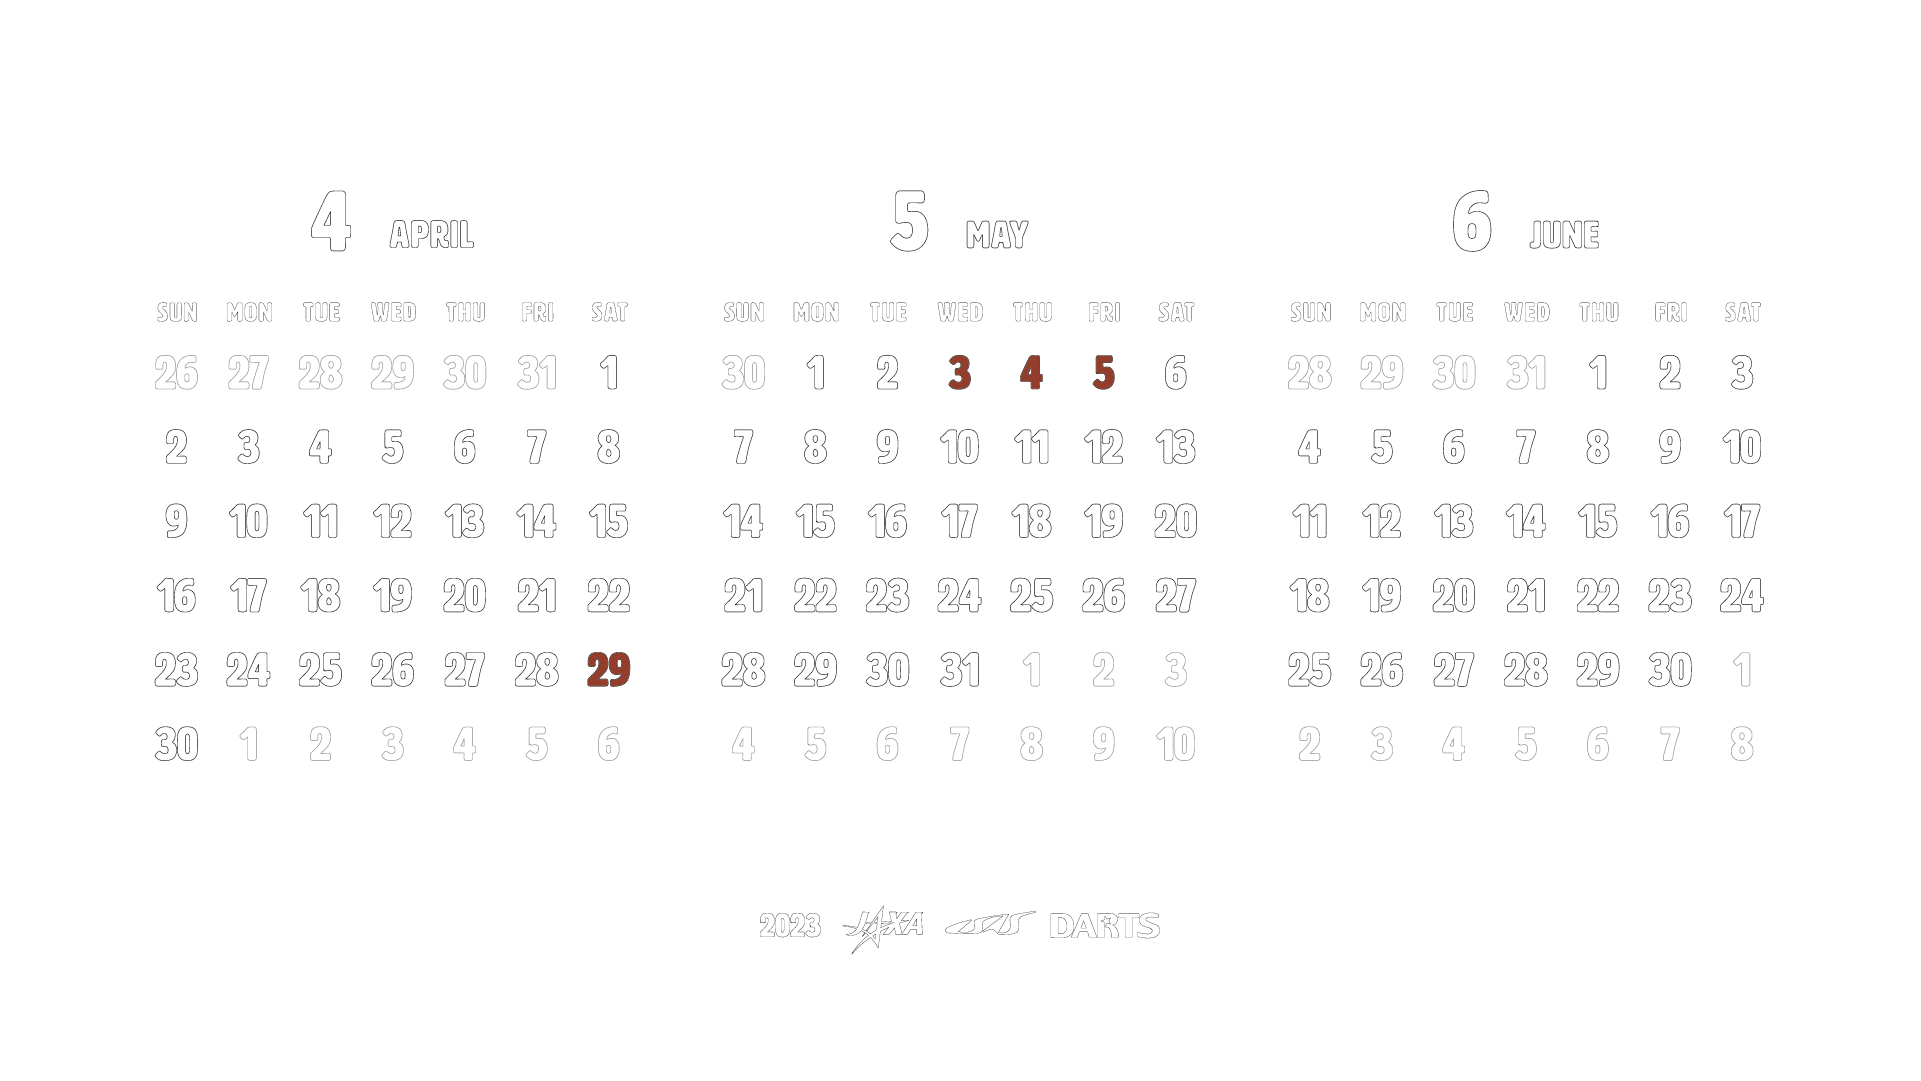 4 APRIL
SUN MON TUE WED THU FRI SAT
26 27 28 29 30 31 1
2 3 4 5 6 7 8
9 10 11 12 13 14 15
16 17 18 19 20 21 22
23 24 25 26 27 28 29
30 1 2 3 4 5 6
5 MAY
SUN MON TUE WED THU FRI SAT
30 1 2 3 4 5 6
7 8 9 10 11 12 13
14 15 16 17 18 19 20
21 22 23 24 25 26 27
28 29 30 31 1 2 3
4 5 6 7 8 9 10
6 JUNE
SUN MON TUE WED THU FRI SAT
28 29 30 31 1 2 3
4 5 6 7 8 9 10
11 12 13 14 15 16 17
18 19 20 21 22 23 24
25 26 27 28 29 30 1
2 3 4 5 6 7 8
2023 JAXA ISAS DARTS